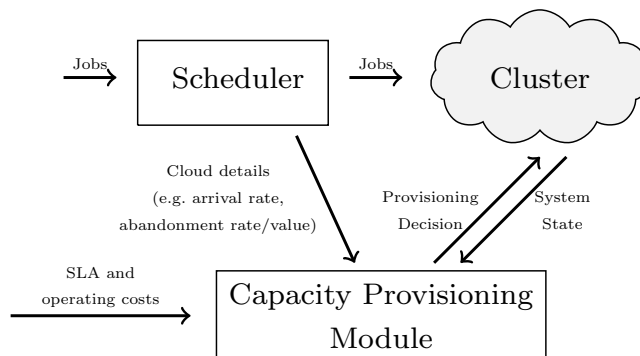 Jobs
Scheduler
Jobs
Cluster
Cloud details
(e.g. arrival rate,
abandonment rate/value)
Provisioning
Decision
System
State
SLA and
operating costs
Capacity Provisioning
Module